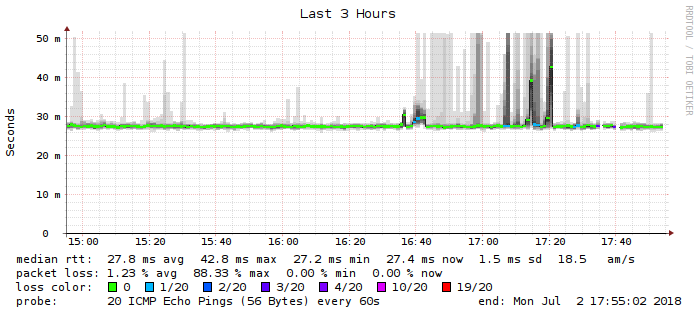 Last 3 Hours
RRDTOOL / TOBI OETIKER
Seconds
50 m
40 m
30 m
20 m
10 m
0
15:00 15:20 15:40 16:00 16:20 16:40 17:00 17:20 17:40
median rtt: 27.8 ms avg 42.8 ms max 27.2 ms min 27.4 ms now 1.5 ms sd 18.5 am/s
packet loss: 1.23 % avg 88.33 % max 0.00 % min 0.00 % now
loss color: 0 1/20 2/20 3/20 4/20 10/20 19/20
probe: 20 ICMP Echo Pings (56 Bytes) every 60s end: Mon Jul 2 17:55:02 2018